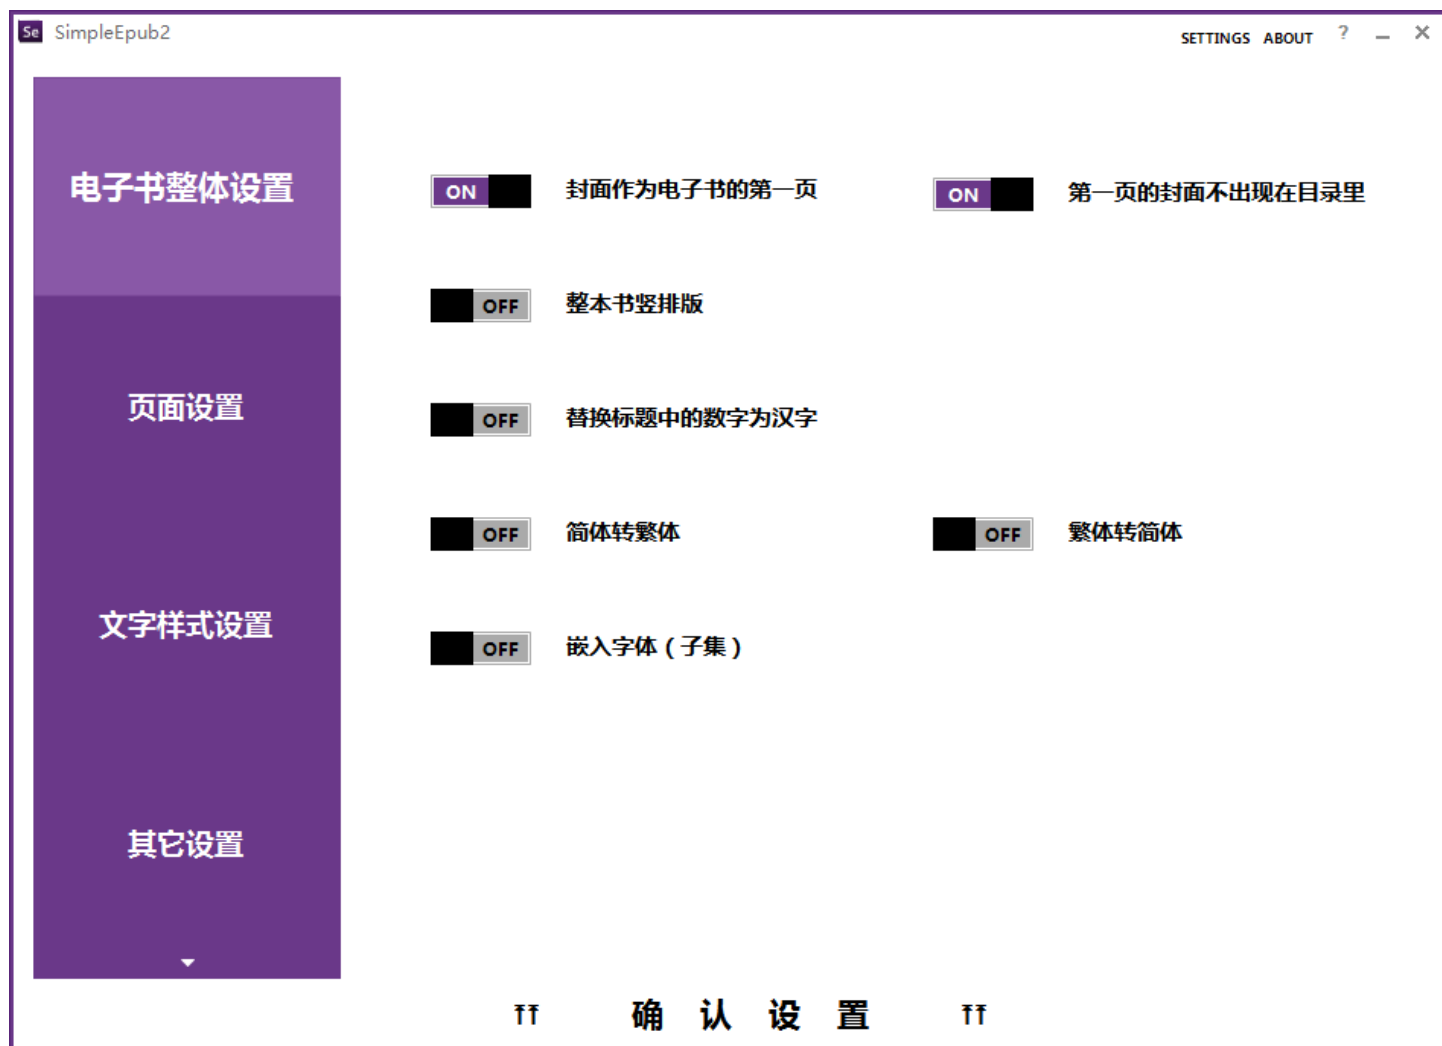 Se SimpleEpub2
SETTINGS ABOUT ?
电子书整体设置
页面设置
文字样式设置
其它设置
ON 封面作为电子书的第一页
ON 第一页的封面不出现在目录里
OFF 整本书竖排版
OFF 替换标题中的数字为汉字
OFF 简体转繁体
OFF 繁体转简体
OFF 嵌入字体（子集）
确认设置